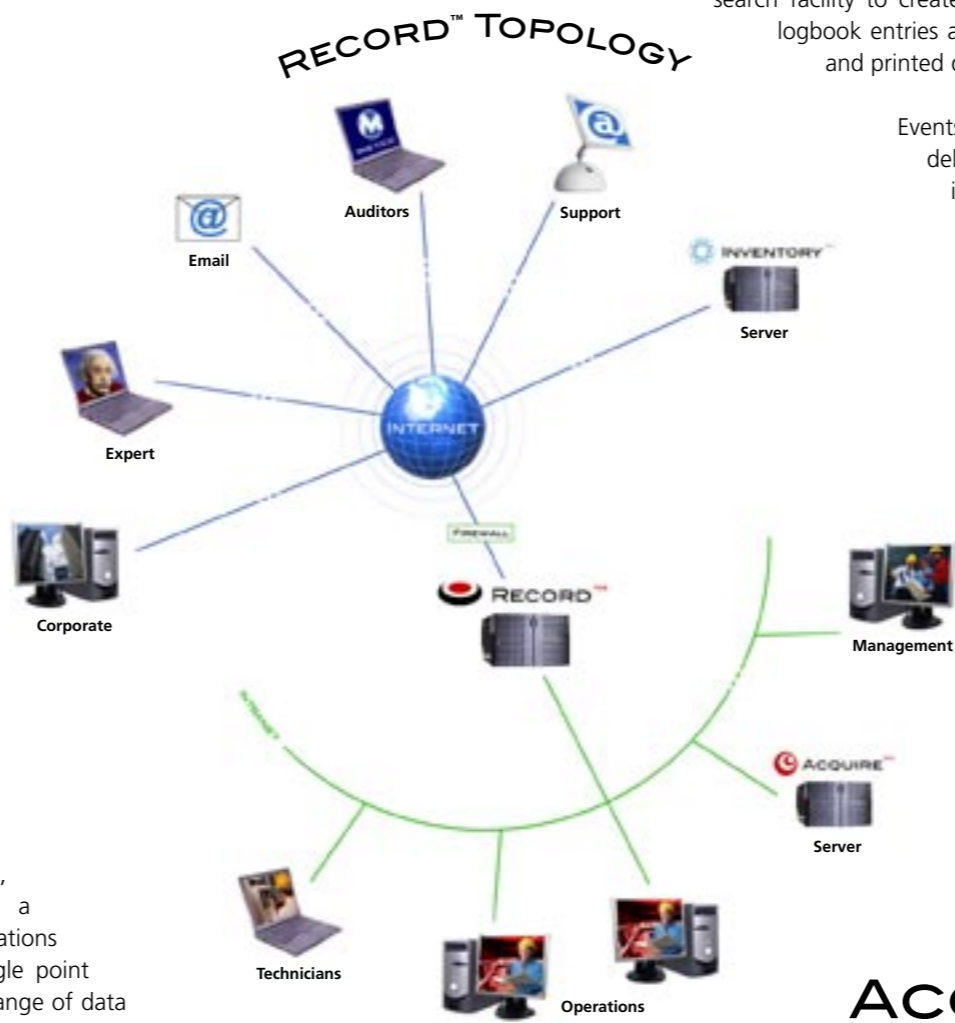 search facility to create
logbook entries a
and printed o
Events
del
i
RECORD™ TOPOLOGY
Auditors
Support
Email
INVENTORY™
Server
Expert
INTERNET
FIREWALL
Corporate
RECORD™
Management
INTRANET
ACQUIRE™
Server
Technicians
Operations
,
a
ations
gle point
ange of data
ACQ